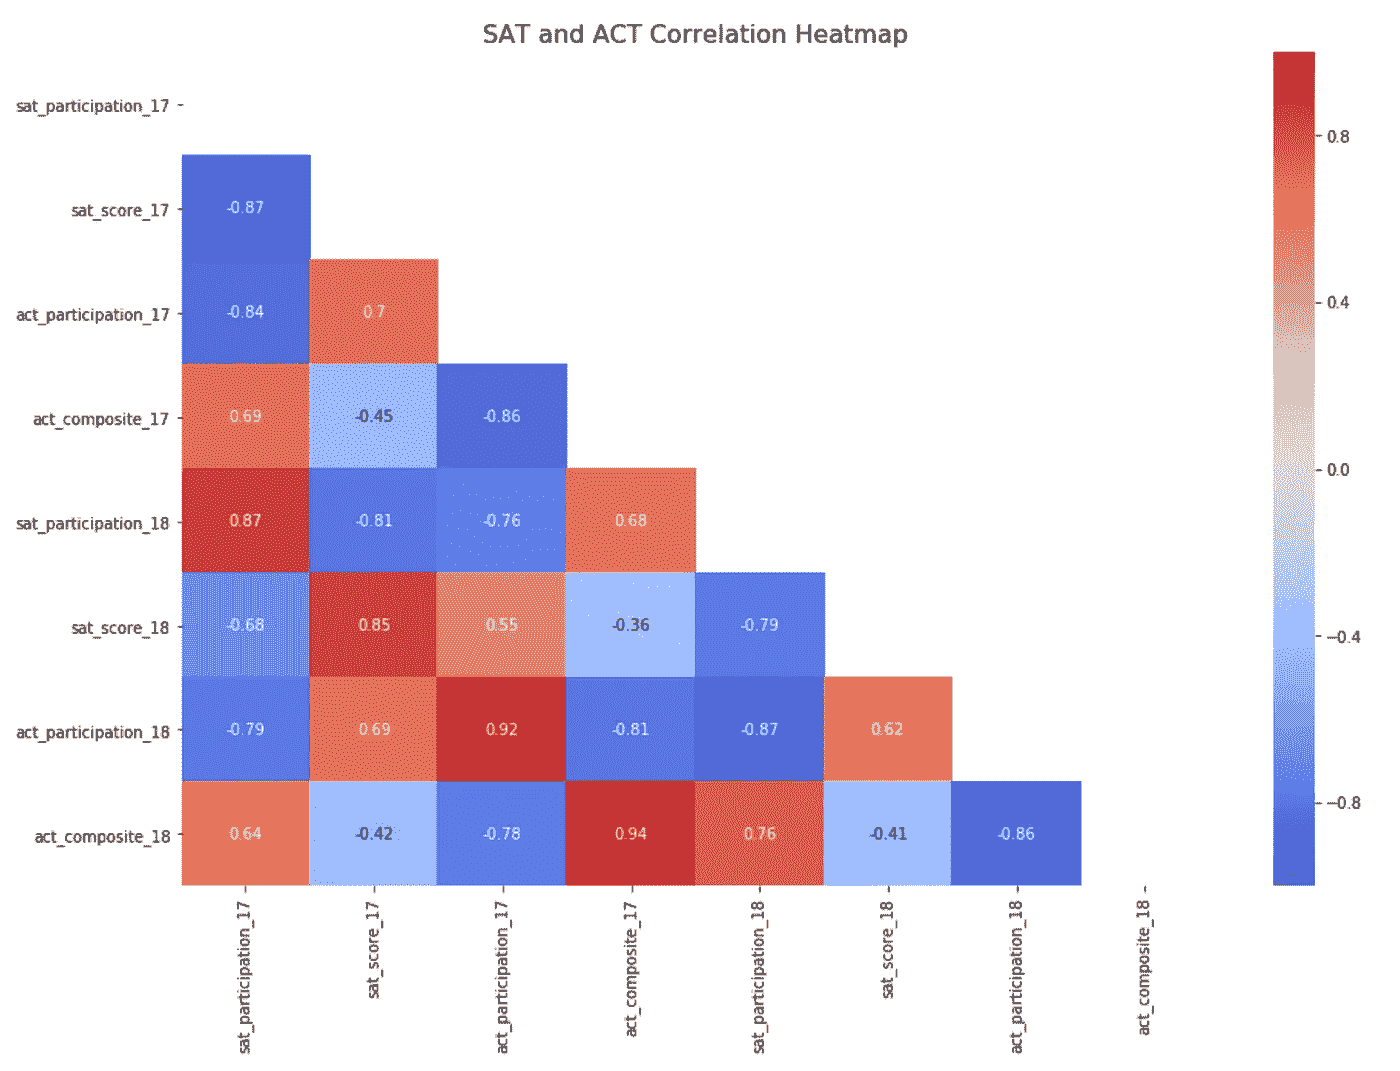 SAT and ACT Correlation Heatmap
sat_participation_17
sat_score_17 -0.87
act_participation_17 -0.84 0.7
act_composite_17 0.69 -0.45 -0.86
sat_participation_18 0.87 -0.81 -0.76 0.68
sat_score_18 -0.68 0.85 0.55 -0.36 -0.79
act_participation_18 -0.79 0.69 0.92 -0.81 -0.87 0.62
act_composite_18 0.64 -0.42 -0.78 0.94 0.76 -0.41 -0.86
sat_participation_17
sat_score_17
act_participation_17
act_composite_17
sat_participation_18
sat_score_18
act_participation_18
act_composite_18
0.8
0.4
0.0
−0.4
−0.8